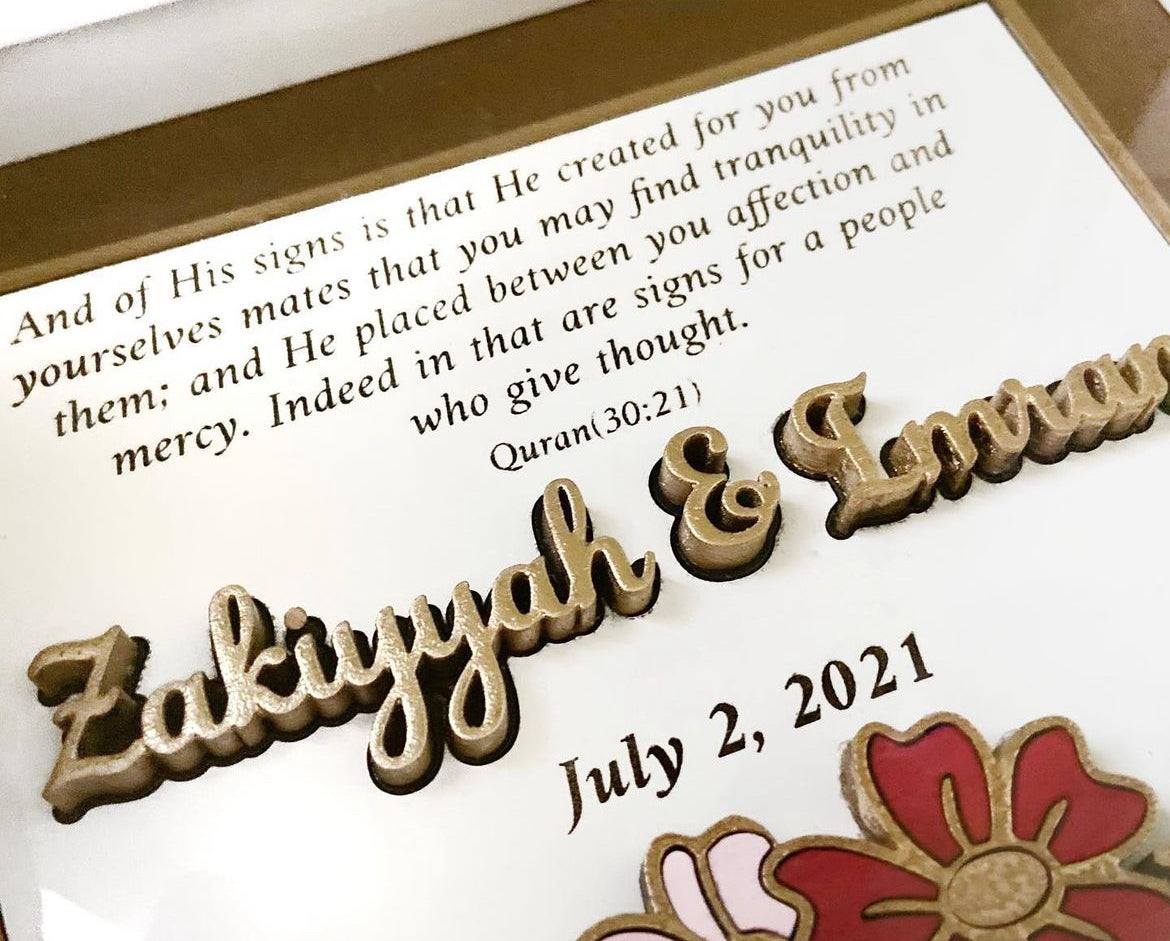 And of His signs is that He created for you from
yourselves mates that you may find tranquility in
them; and He placed between you affection and
mercy. Indeed in that are signs for a people
who give thought.
Quran(30:21)
Zakiyyah & Imran
July 2, 2021